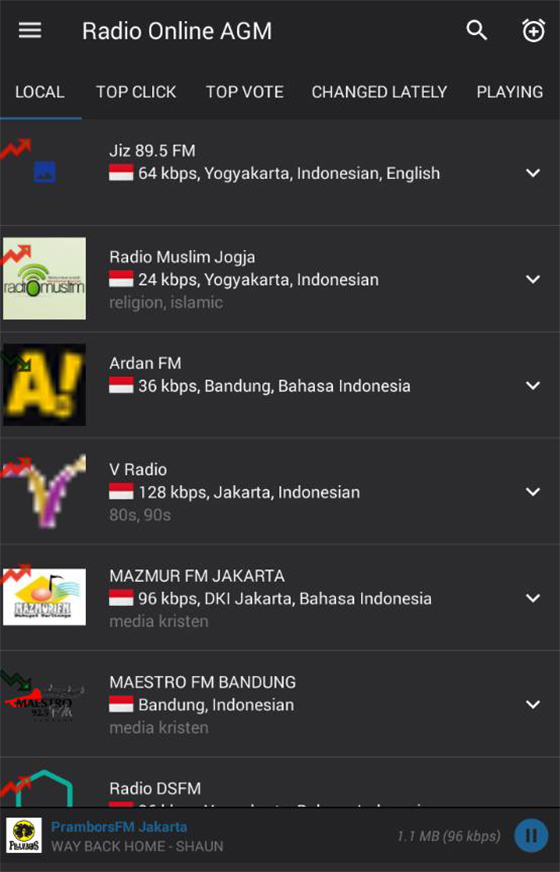 Radio Online AGM
LOCAL TOP CLICK TOP VOTE CHANGED LATELY PLAYING
Jiz 89.5 FM
64 kbps, Yogyakarta, Indonesian, English
radiomuslim
Radio Muslim Jogja
24 kbps, Yogyakarta, Indonesian
religion, islamic
A!
Ardan FM
36 kbps, Bandung, Bahasa Indonesia
V Radio
128 kbps, Jakarta, Indonesian
80s, 90s
MAZMUR FM
MAZMUR FM JAKARTA
96 kbps, DKI Jakarta, Bahasa Indonesia
media kristen
MAESTRO
92.5 FM
MAESTRO FM BANDUNG
Bandung, Indonesian
media kristen
Radio DSFM
PramborsFM Jakarta
WAY BACK HOME - SHAUN
1.1 MB (96 kbps)